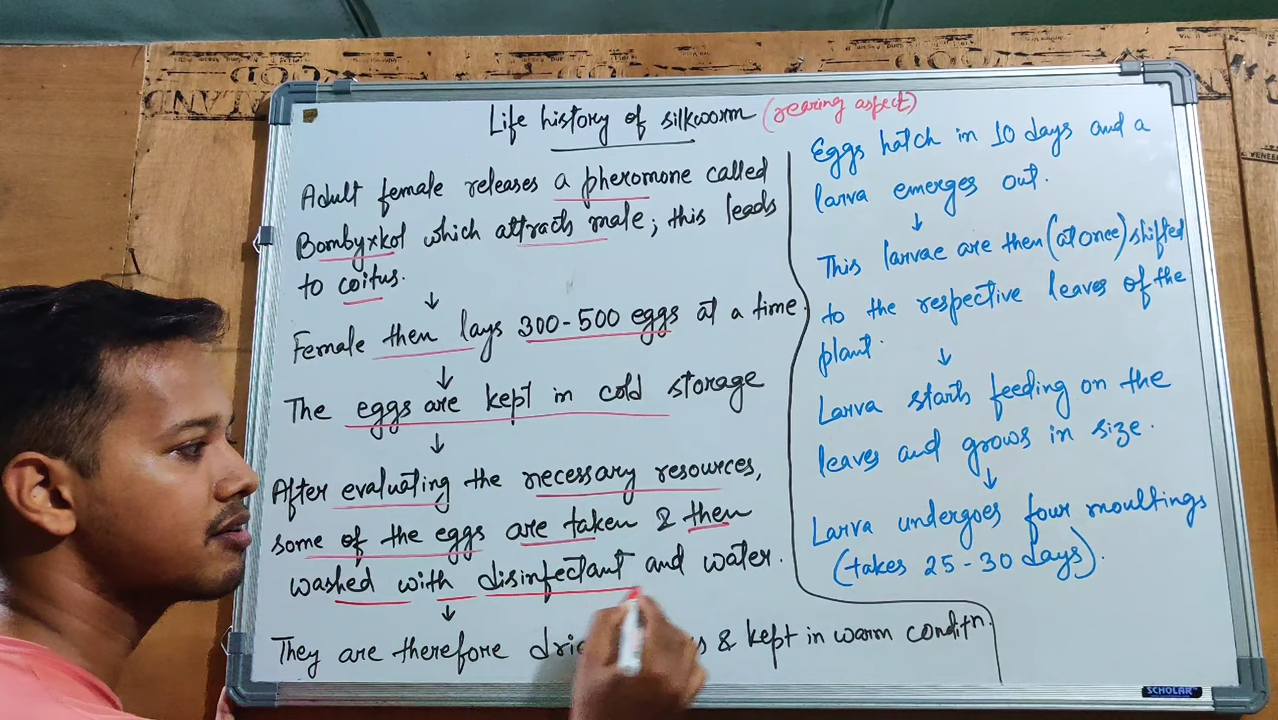 Life history of silkworm (rearing aspect)
Adult female releases a pheromone called
Bombyxkol which attracts male; this leads
to coitus.
↓
Female then lays 300-500 eggs at a time.
↓
The eggs are kept in cold storage
↓
After evaluating the necessary resources,
some of the eggs are taken & then
washed with disinfectant and water.
↓
They are therefore & kept in warm conditn.
Eggs hatch in 10 days and a
larva emerges out.
↓
This larvae are then (at once) shifted
to the respective leaves of the
plant.
↓
Larva starts feeding on the
leaves and grows in size.
↓
Larva undergoes four moultings
(takes 25-30 days).
SCHOLAR